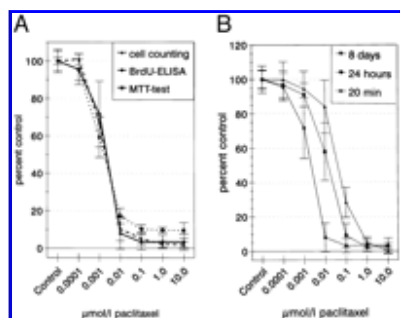 A
percent control
100
80
60
40
20
0
cell counting
BrdU-ELISA
MTT-test
Control
0.0001
0.001
0.01
0.1
1.0
10.0
µmol/l paclitaxel
B
percent control
120
100
80
60
40
20
0
8 days
24 hours
20 min
Control
0.0001
0.001
0.01
0.1
1.0
10.0
µmol/l paclitaxel